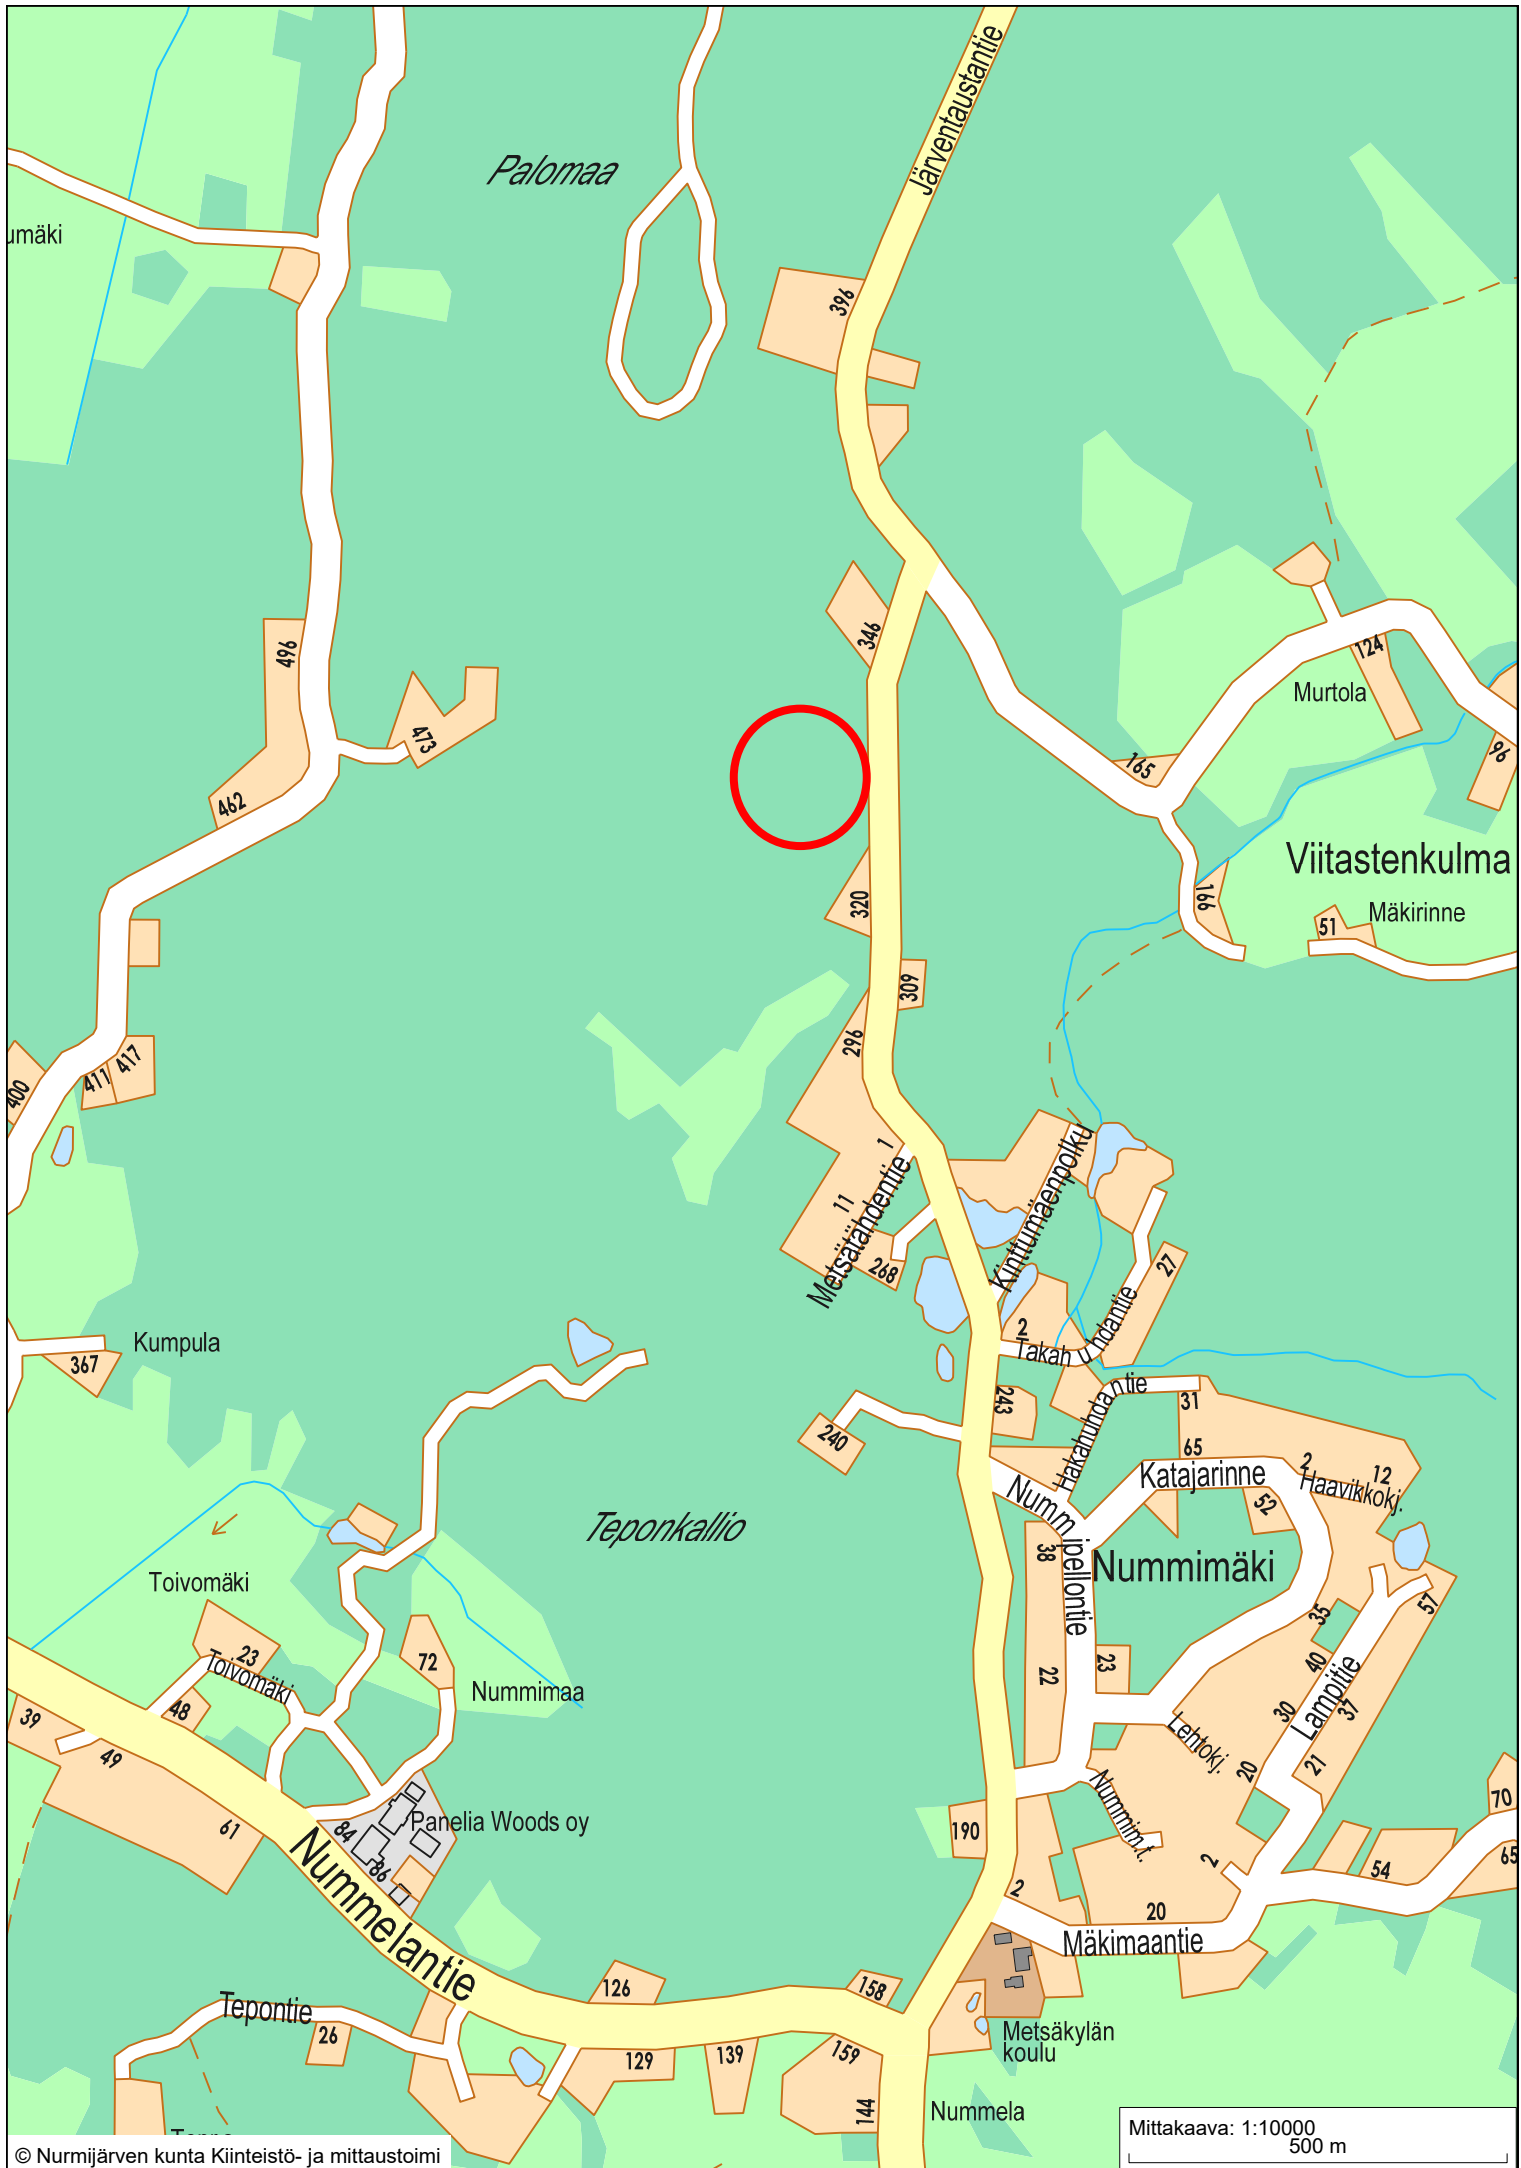 Järventaustantie
Palomaa
umäki
396
496
346
124
Murtola
473
96
165
462
Viitastenkulma
320
166
51
Mäkirinne
309
296
417
411
400
1
Kinttumäenpolku
11
Metsätähdentie
268
27
2
Takahuhdantie
Kumpula
367
243
Hakahuhdantie
31
240
65
2
12
Katajarinne
Haavikkokj.
52
Nummipellontie
Teponkallio
38
Nummimäki
Toivomäki
57
35
23
72
23
40
Toivomäki
22
Lampitie
Nummimaa
48
30
37
39
Lehtokj.
49
20
21
Nummim.t.
70
Panelia Woods oy
84
61
190
86
2
54
65
2
Nummelantie
20
Mäkimaantie
126
158
Tepontie
26
Metsäkylän
koulu
129
139
159
144
Nummela
Mittakaava: 1:10000
500 m
© Nurmijärven kunta Kiinteistö- ja mittaustoimi